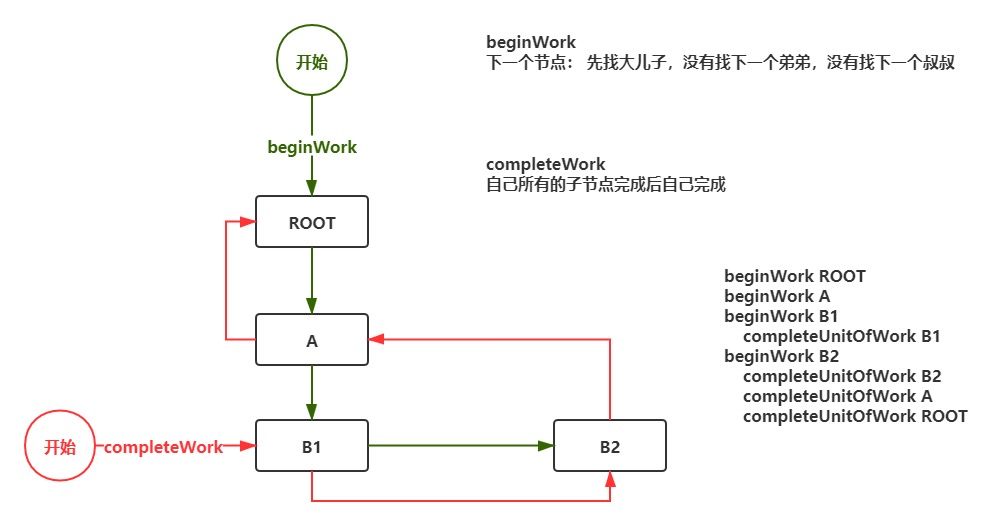 开始
beginWork
下一个节点： 先找大儿子，没有找下一个弟弟，没有找下一个叔叔
beginWork
completeWork
自己所有的子节点完成后自己完成
ROOT
beginWork ROOT
beginWork A
beginWork B1
completeUnitOfWork B1
beginWork B2
completeUnitOfWork B2
completeUnitOfWork A
completeUnitOfWork ROOT
A
开始
completeWork
B1
B2